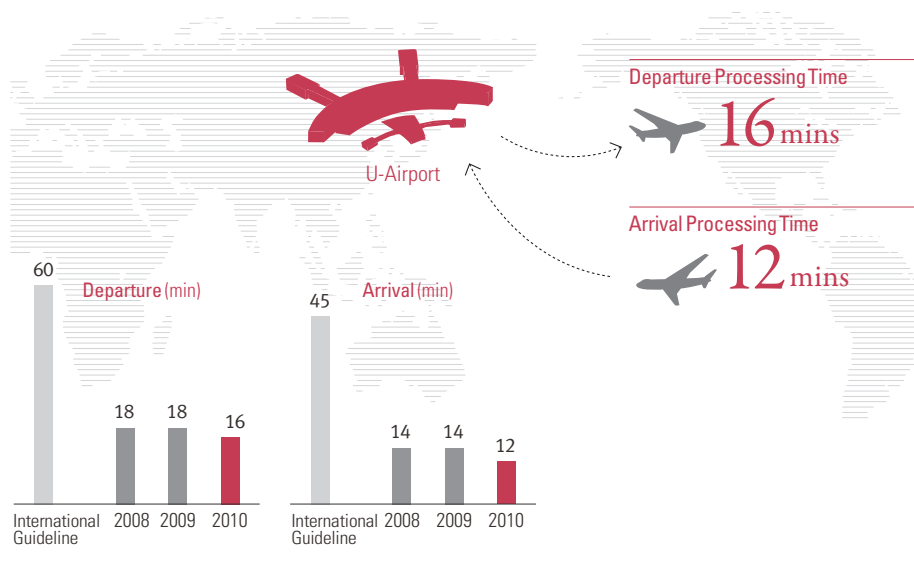 U-Airport
Departure Processing Time
16 mins
Arrival Processing Time
12 mins
Departure (min)
60
18
18
16
International Guideline
2008
2009
2010
Arrival (min)
45
14
14
12
International Guideline
2008
2009
2010